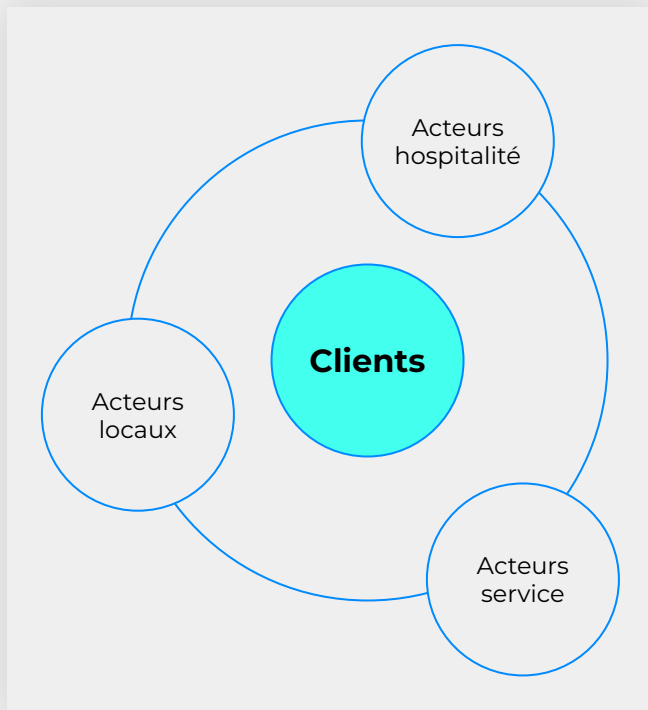 Acteurs
hospitalité
Clients
Acteurs
locaux
Acteurs
service